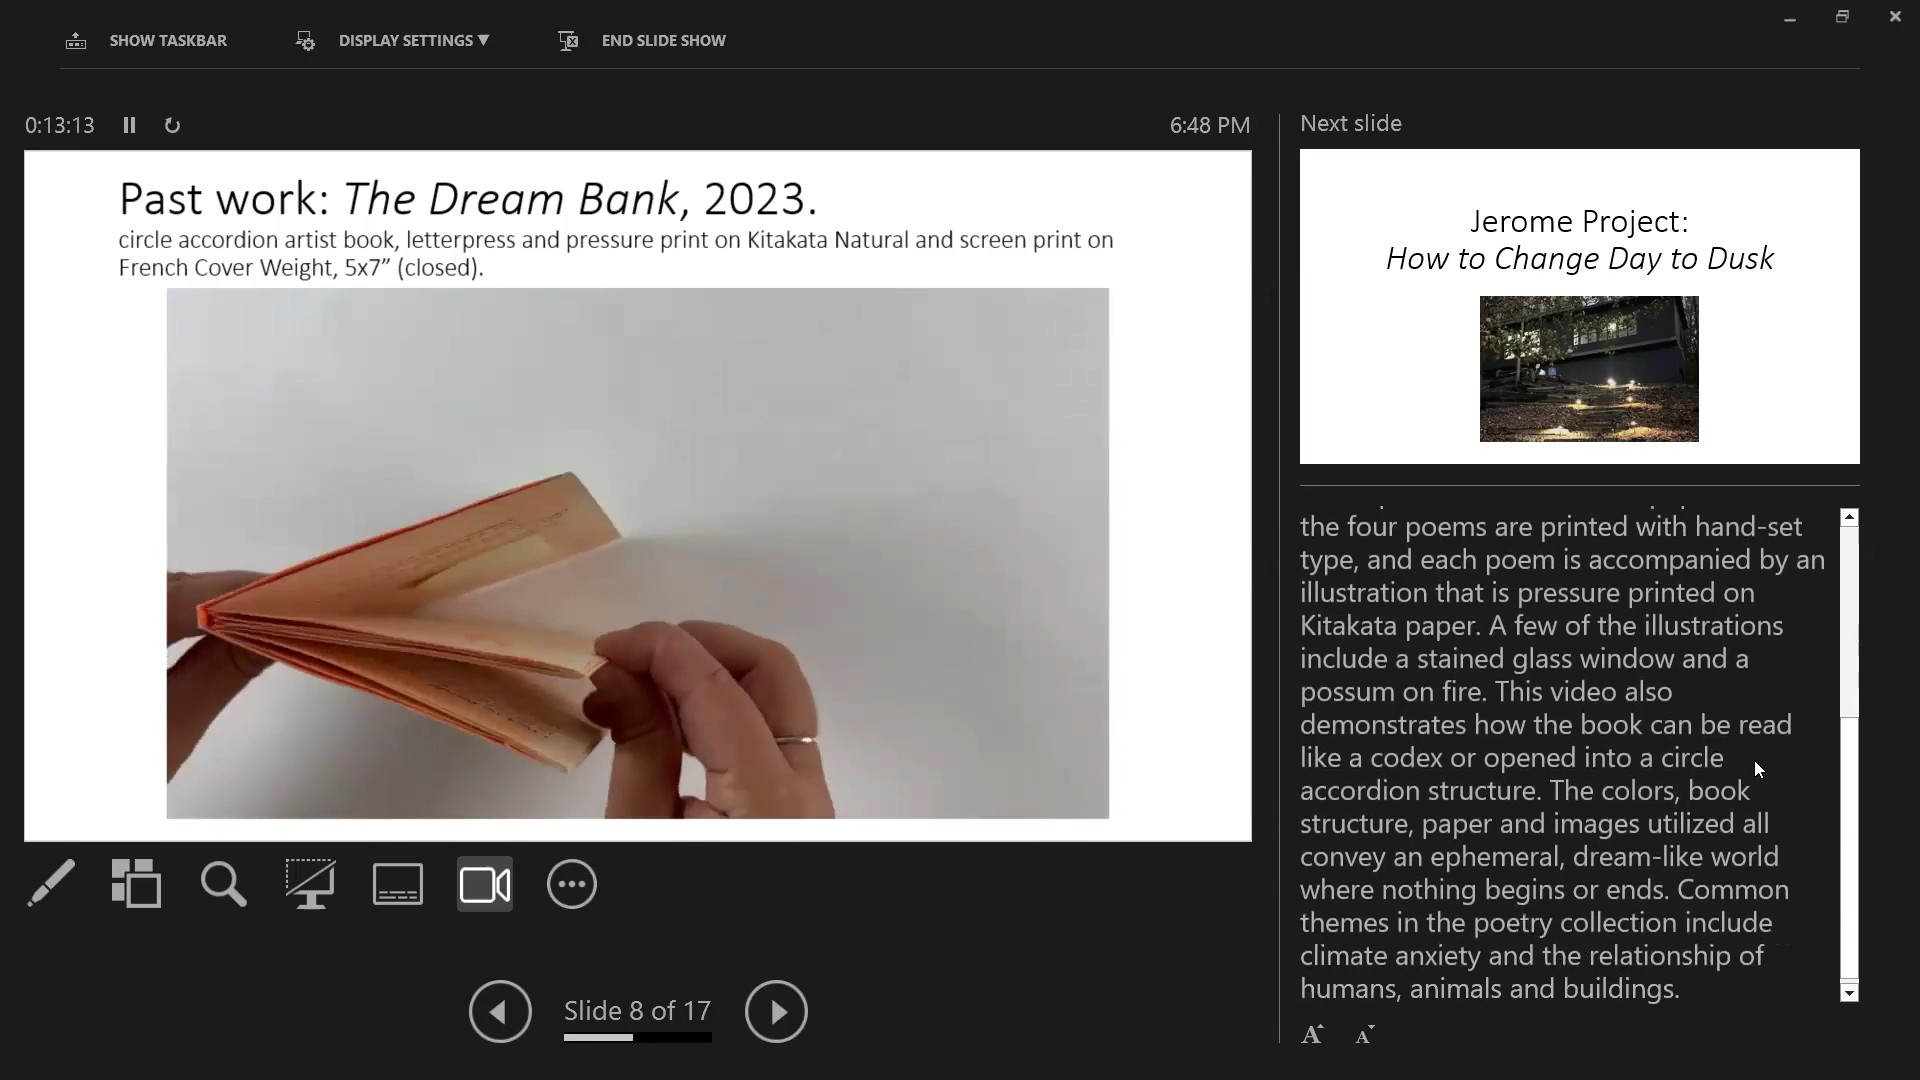 SHOW TASKBAR
DISPLAY SETTINGS ▼
END SLIDE SHOW
0:13:13
6:48 PM
Past work: The Dream Bank, 2023.
circle accordion artist book, letterpress and pressure print on Kitakata Natural and screen print on
French Cover Weight, 5x7” (closed).
Slide 8 of 17
Next slide
Jerome Project:
How to Change Day to Dusk
the four poems are printed with hand-set
type, and each poem is accompanied by an
illustration that is pressure printed on
Kitakata paper. A few of the illustrations
include a stained glass window and a
possum on fire. This video also
demonstrates how the book can be read
like a codex or opened into a circle
accordion structure. The colors, book
structure, paper and images utilized all
convey an ephemeral, dream-like world
where nothing begins or ends. Common
themes in the poetry collection include
climate anxiety and the relationship of
humans, animals and buildings.
A A